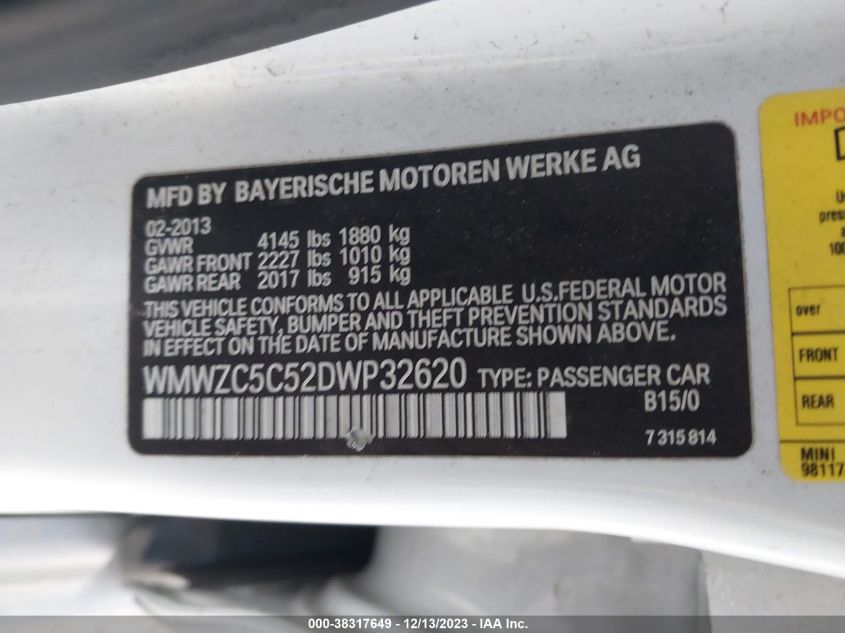 MFD BY BAYERISCHE MOTOREN WERKE AG
02-2013
GVWR 4145 lbs 1880 kg
GAWR FRONT 2227 lbs 1010 kg
GAWR REAR 2017 lbs 915 kg
THIS VEHICLE CONFORMS TO ALL APPLICABLE U.S.FEDERAL MOTOR
VEHICLE SAFETY, BUMPER AND THEFT PREVENTION STANDARDS
IN EFFECT ON THE DATE OF MANUFACTURE SHOWN ABOVE.
WMWZC5C52DWP32620 TYPE: PASSENGER CAR
B15/0
7 315 814
over
FRONT
REAR
MINI
000-38317649 - 12/13/2023 - IAA Inc.